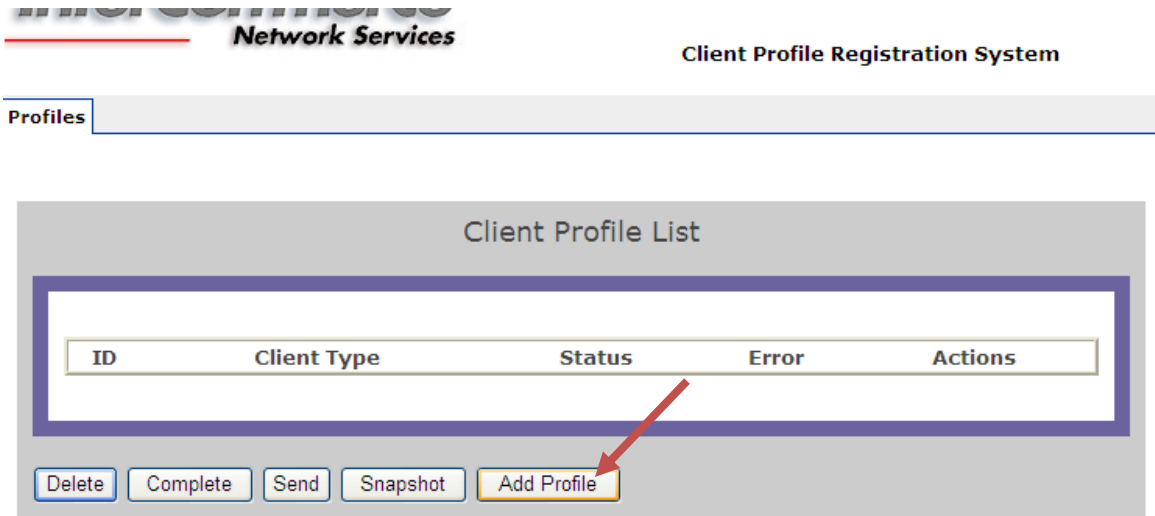 Network Services
Client Profile Registration System
Profiles
Client Profile List
ID Client Type Status Error Actions
Delete Complete Send Snapshot Add Profile